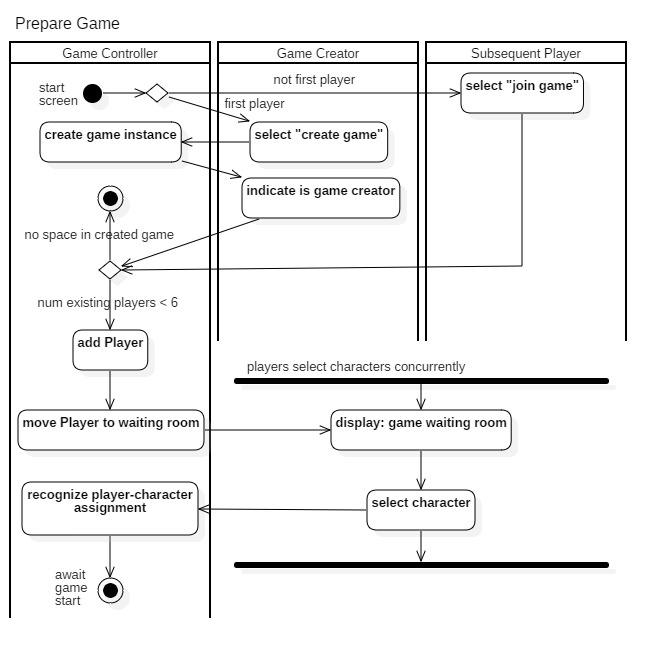 Prepare Game
Game Controller
Game Creator
Subsequent Player
start
screen
not first player
select "join game"
first player
create game instance
select "create game"
indicate is game creator
no space in created game
num existing players < 6
add Player
players select characters concurrently
move Player to waiting room
display: game waiting room
recognize player-character
assignment
select character
await
game
start